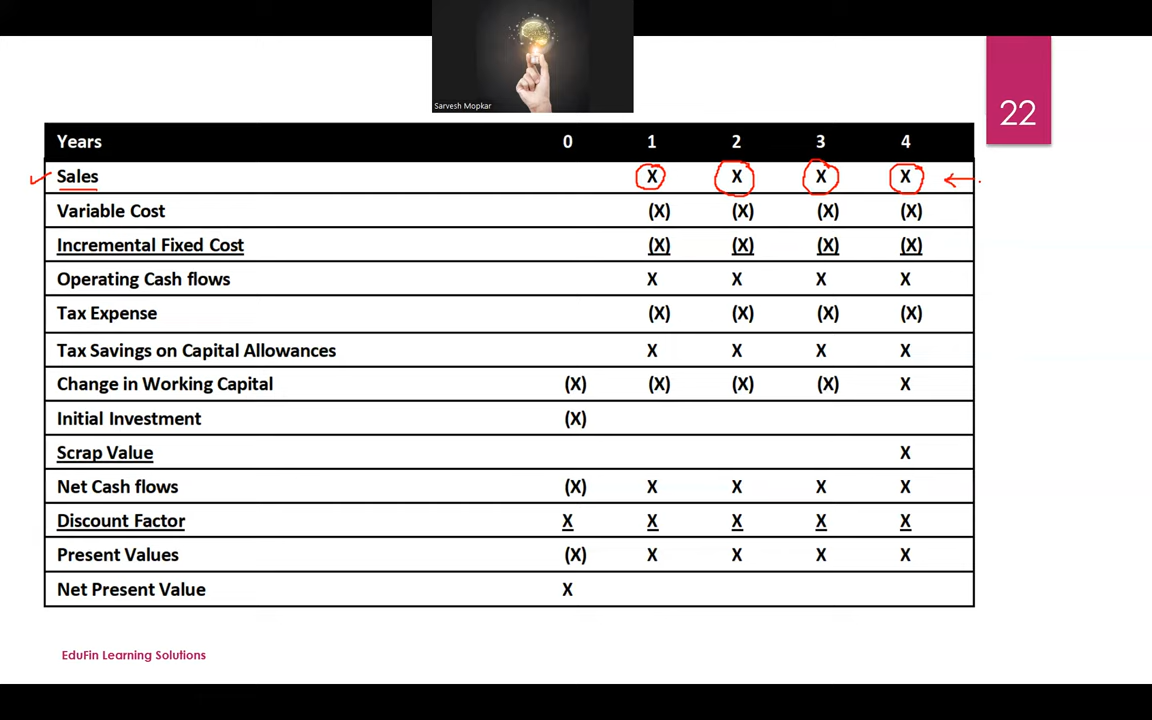 Sarvesh Mopkar
22
Years 0 1 2 3 4
Sales X X X X
Variable Cost (X) (X) (X) (X)
Incremental Fixed Cost (X) (X) (X) (X)
Operating Cash flows X X X X
Tax Expense (X) (X) (X) (X)
Tax Savings on Capital Allowances X X X X
Change in Working Capital (X) (X) (X) (X) X
Initial Investment (X)
Scrap Value X
Net Cash flows (X) X X X X
Discount Factor X X X X X
Present Values (X) X X X X
Net Present Value X
EduFin Learning Solutions